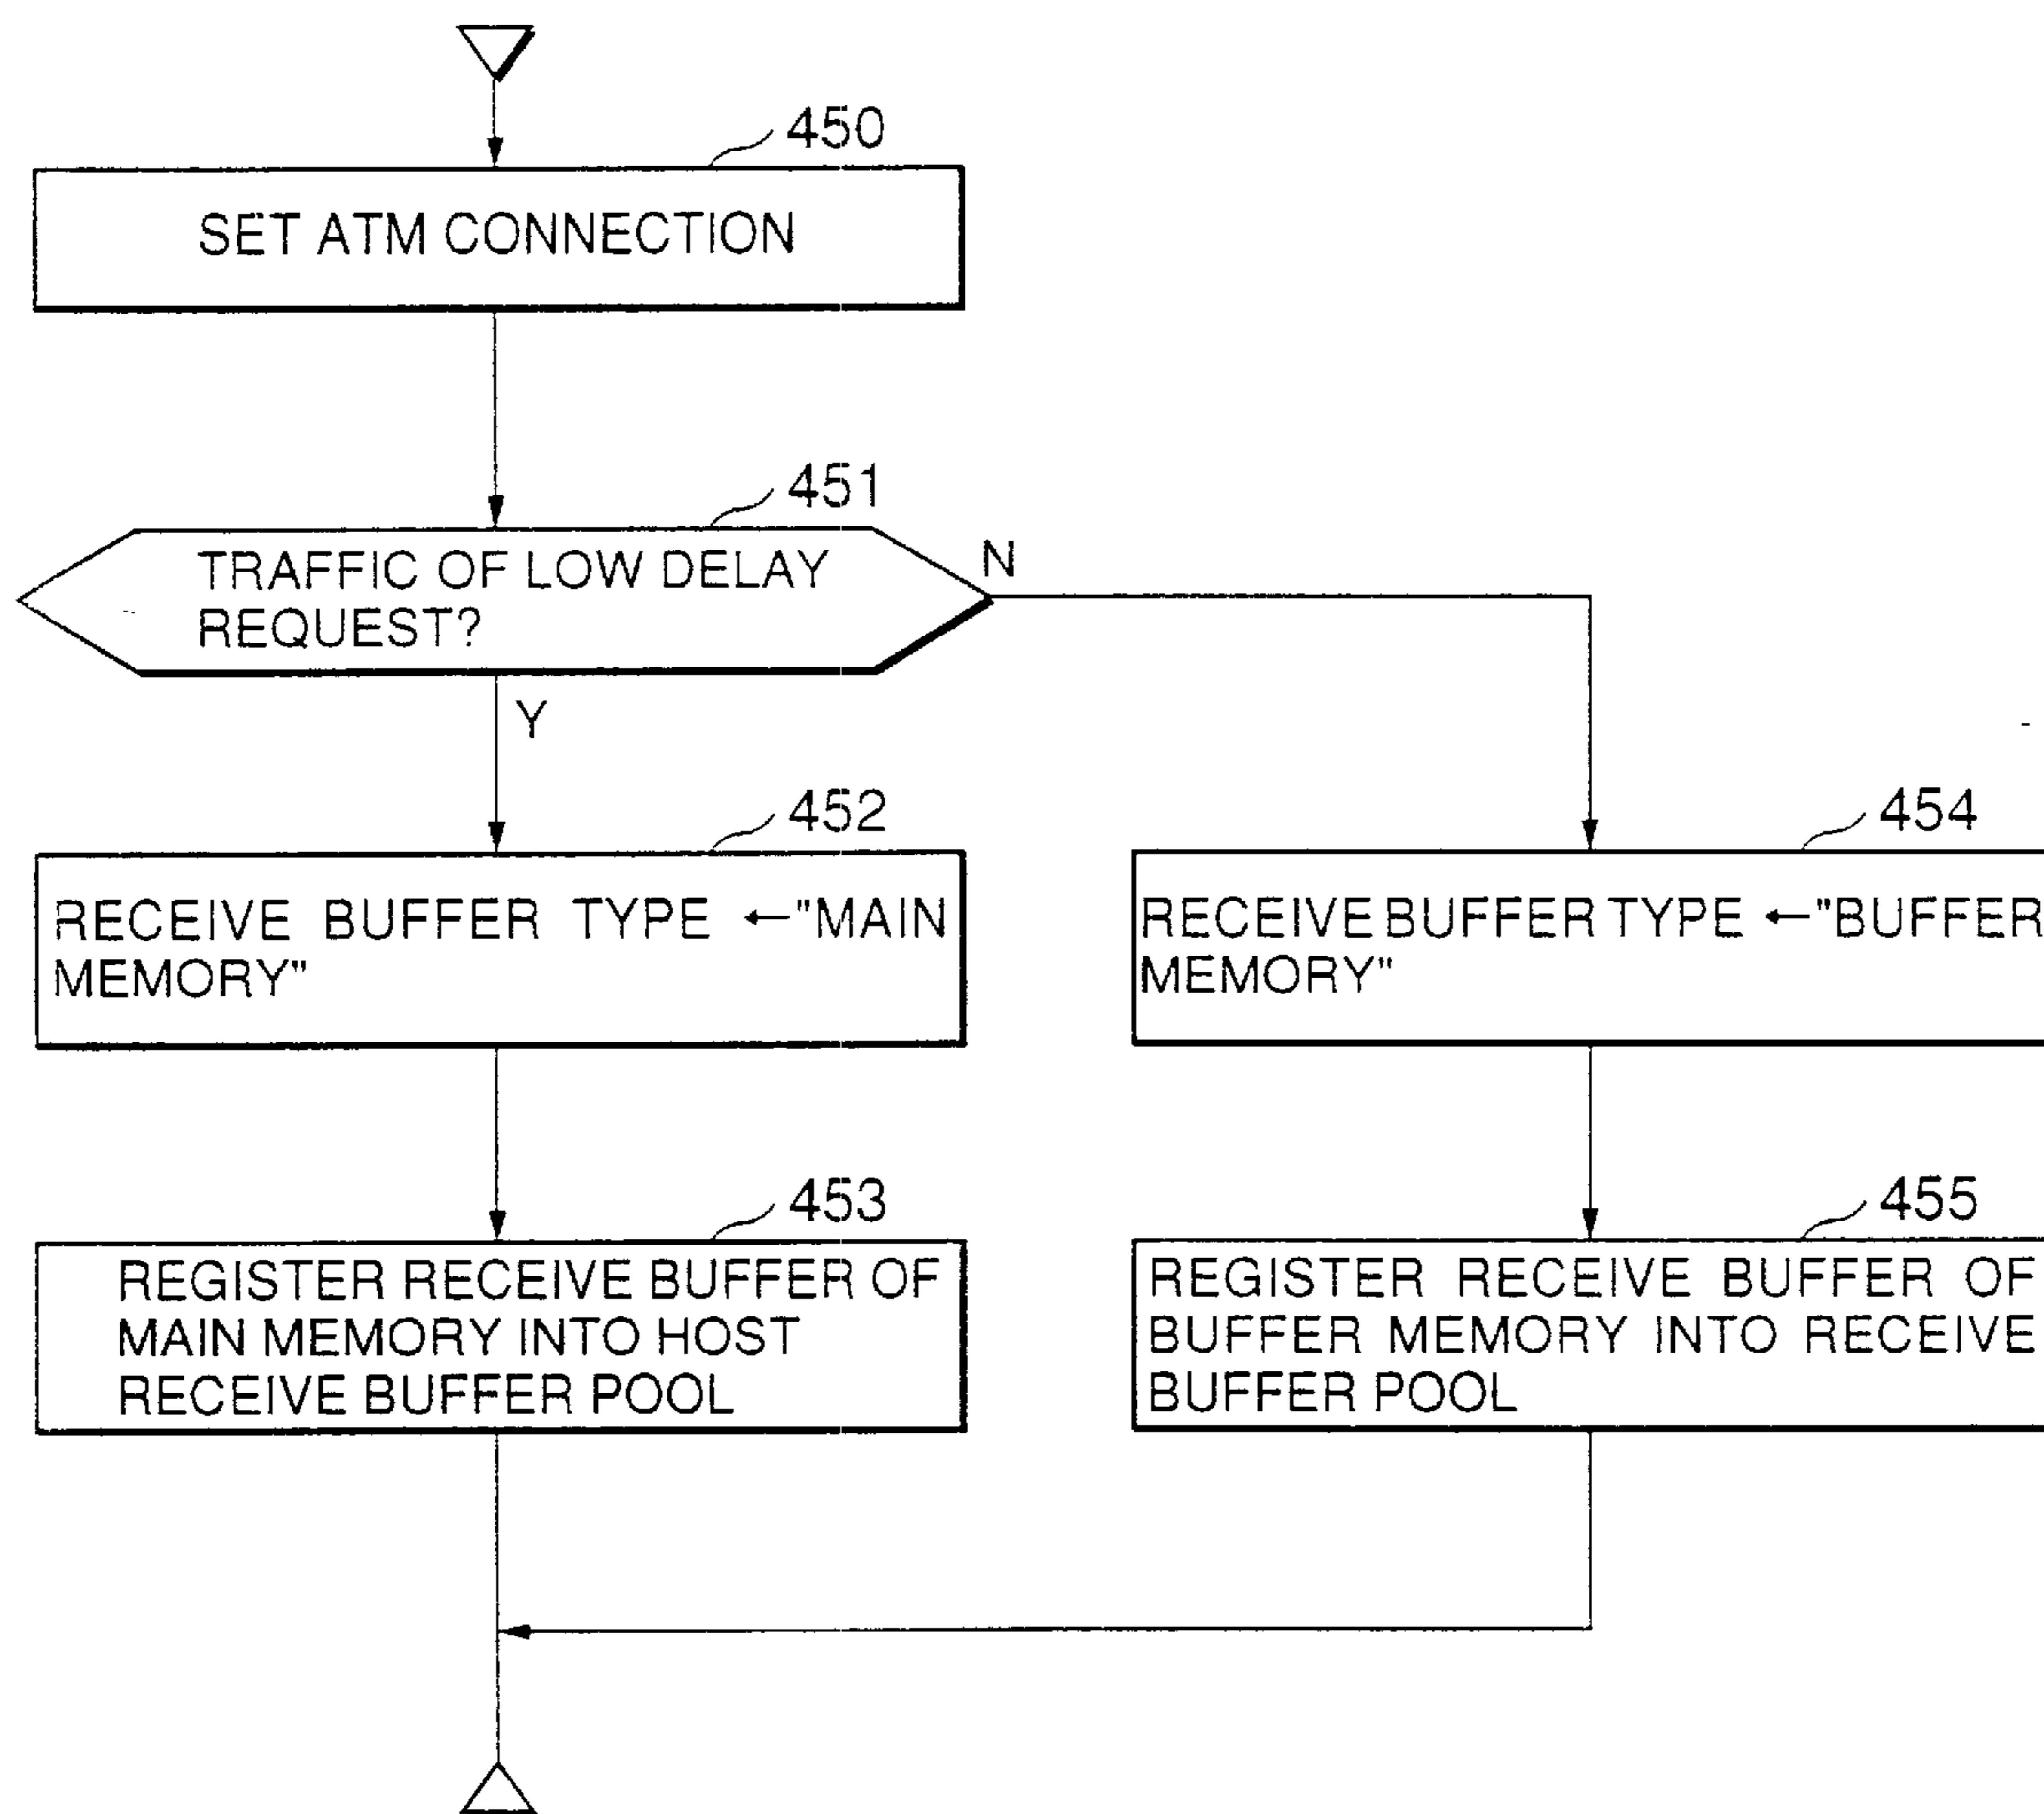 450
SET ATM CONNECTION
451
TRAFFIC OF LOW DELAY
REQUEST?
N
Y
452
RECEIVE BUFFER TYPE ←"MAIN
MEMORY"
454
RECEIVE BUFFER TYPE ←"BUFFER
MEMORY"
453
REGISTER RECEIVE BUFFER OF
MAIN MEMORY INTO HOST
RECEIVE BUFFER POOL
455
REGISTER RECEIVE BUFFER OF
BUFFER MEMORY INTO RECEIVE
BUFFER POOL